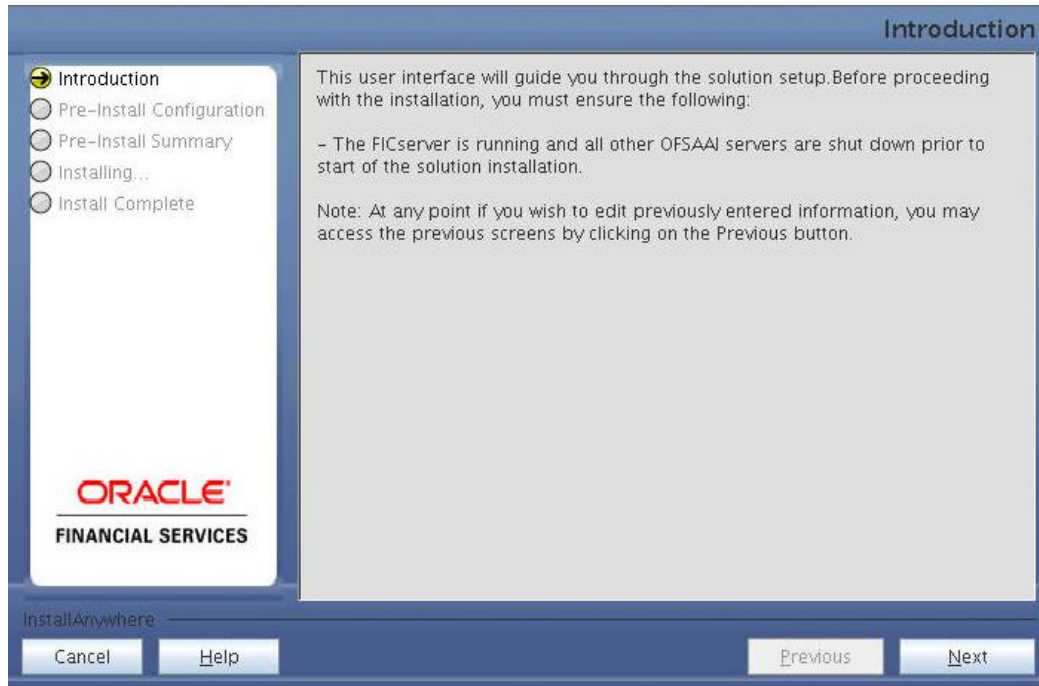 Introduction
Introduction
Pre-Install Configuration
Pre-Install Summary
Installing...
Install Complete
ORACLE'
FINANCIAL SERVICES
This user interface will guide you through the solution setup.Before proceeding
with the installation, you must ensure the following:
- The FICserver is running and all other OFSAAI servers are shut down prior to
start of the solution installation.
Note: At any point if you wish to edit previously entered information, you may
access the previous screens by clicking on the Previous button.
InstallAnywhere
Cancel
Help
Previous
Next